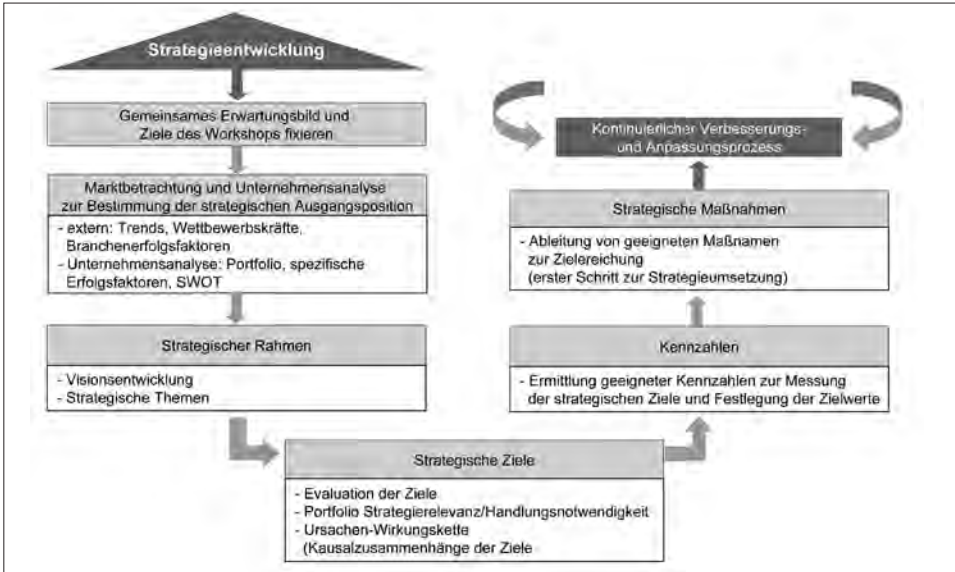 Strategieentwicklung
Gemeinsames Erwartungsbild und
Ziele des Workshops fixieren
Marktbetrachtung und Unternehmensanalyse
zur Bestimmung der strategischen Ausgangsposition
- extern: Trends, Wettbewerbskräfte,
Branchenerfolgsfaktoren
- Unternehmensanalyse: Portfolio, spezifische
Erfolgsfaktoren, SWOT
Strategischer Rahmen
- Visionsentwicklung
- Strategische Themen
Strategische Ziele
- Evaluation der Ziele
- Portfolio Strategierelevanz/Handlungsnotwendigkeit
- Ursachen-Wirkungskette
(Kausalzusammenhänge der Ziele
Kennzahlen
- Ermittlung geeigneter Kennzahlen zur Messung
der strategischen Ziele und Festlegung der Zielwerte
Strategische Maßnahmen
- Ableitung von geeigneten Maßnamen
zur Zielereichung
(erster Schritt zur Strategieumsetzung)
Kontinuierlicher Verbesserungs-
und Anpassungsprozess